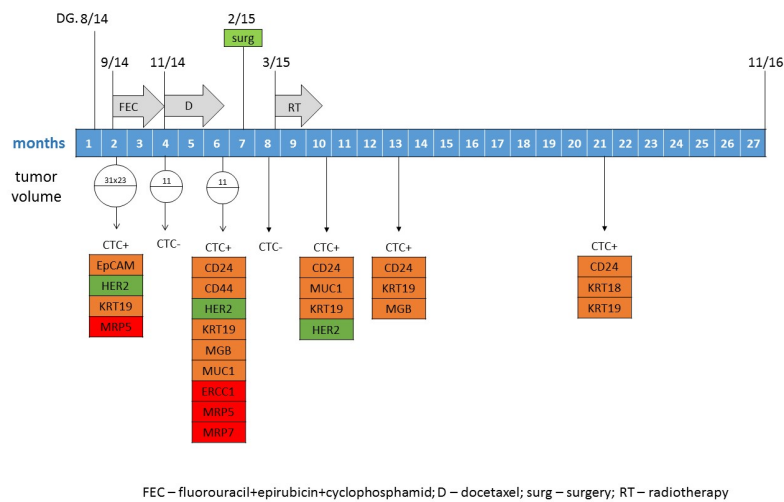 DG. 8/14
2/15
surg
9/14
11/14
3/15
11/16
FEC
D
RT
months 1 2 3 4 5 6 7 8 9 10 11 12 13 14 15 16 17 18 19 20 21 22 23 24 25 26 27
tumor
volume
31x23
11
11
CTC+
EpCAM
HER2
KRT19
MRP5
CTC-
CTC+
CD24
CD44
HER2
KRT19
MGB
MUC1
ERCC1
MRP5
MRP7
CTC-
CTC+
CD24
MUC1
KRT19
HER2
CTC+
CD24
KRT19
MGB
CTC+
CD24
KRT18
KRT19
FEC – fluorouracil+epirubicin+cyclophosphamid; D – docetaxel; surg – surgery; RT – radiotherapy